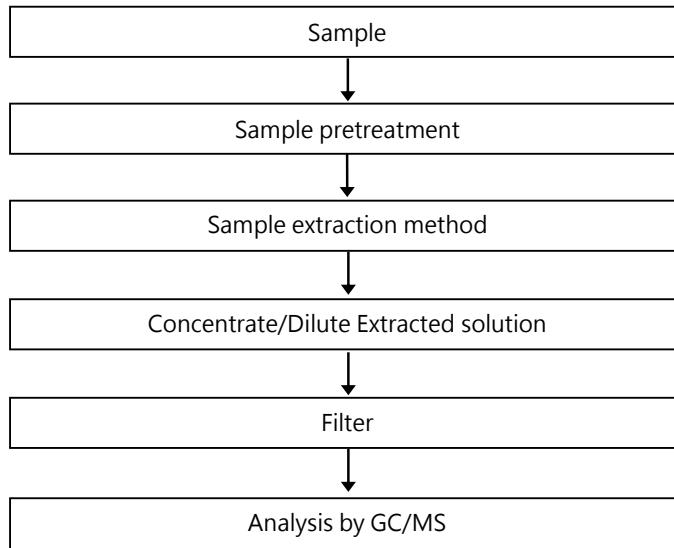 Sample
Sample pretreatment
Sample extraction method
Concentrate/Dilute Extracted solution
Filter
Analysis by GC/MS